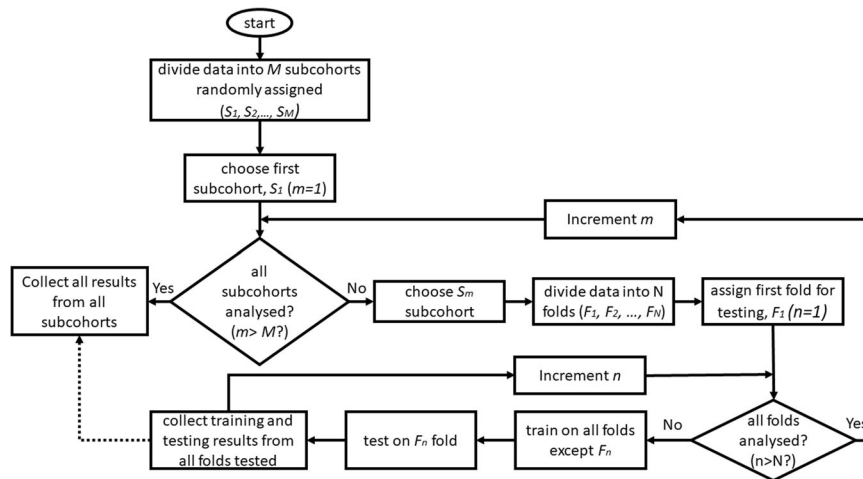 start
divide data into M subcohorts
randomly assigned
(S1, S2,..., SM)
choose first
subcohort, S1 (m=1)
Increment m
all
subcohorts
analysed?
(m> M?)
Yes
No
Collect all results
from all
subcohorts
choose Sm
subcohort
divide data into N
folds (F1, F2, ..., FN)
assign first fold for
testing, F1 (n=1)
Increment n
all folds
analysed?
(n>N?)
No
Yes
train on all folds
except Fn
test on Fn fold
collect training and
testing results from
all folds tested